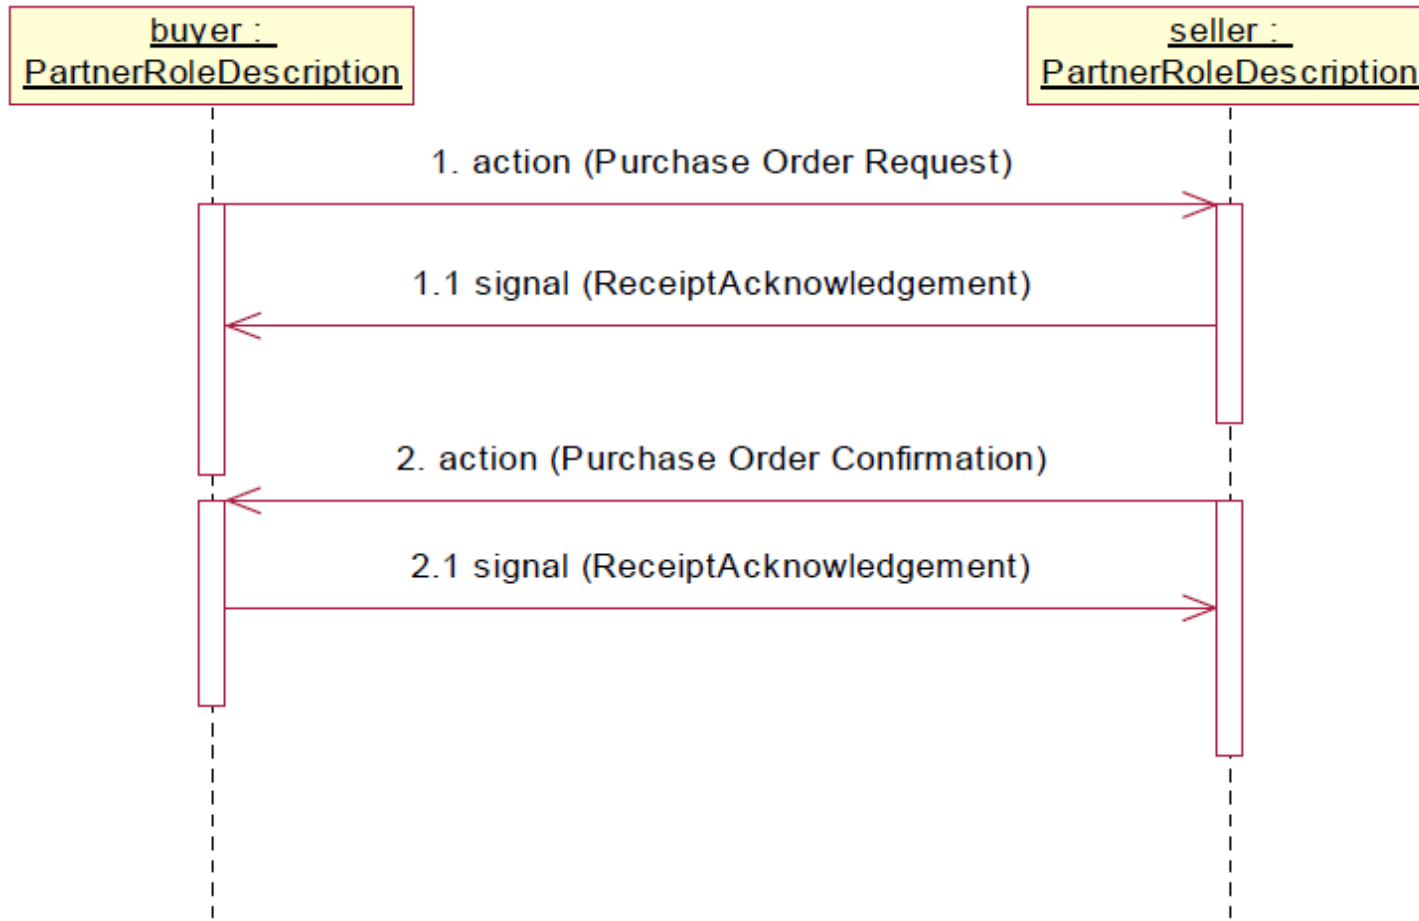 buyer :
PartnerRoleDescription
seller :
PartnerRoleDescription
1. action (Purchase Order Request)
1.1 signal (ReceiptAcknowledgement)
2. action (Purchase Order Confirmation)
2.1 signal (ReceiptAcknowledgement)